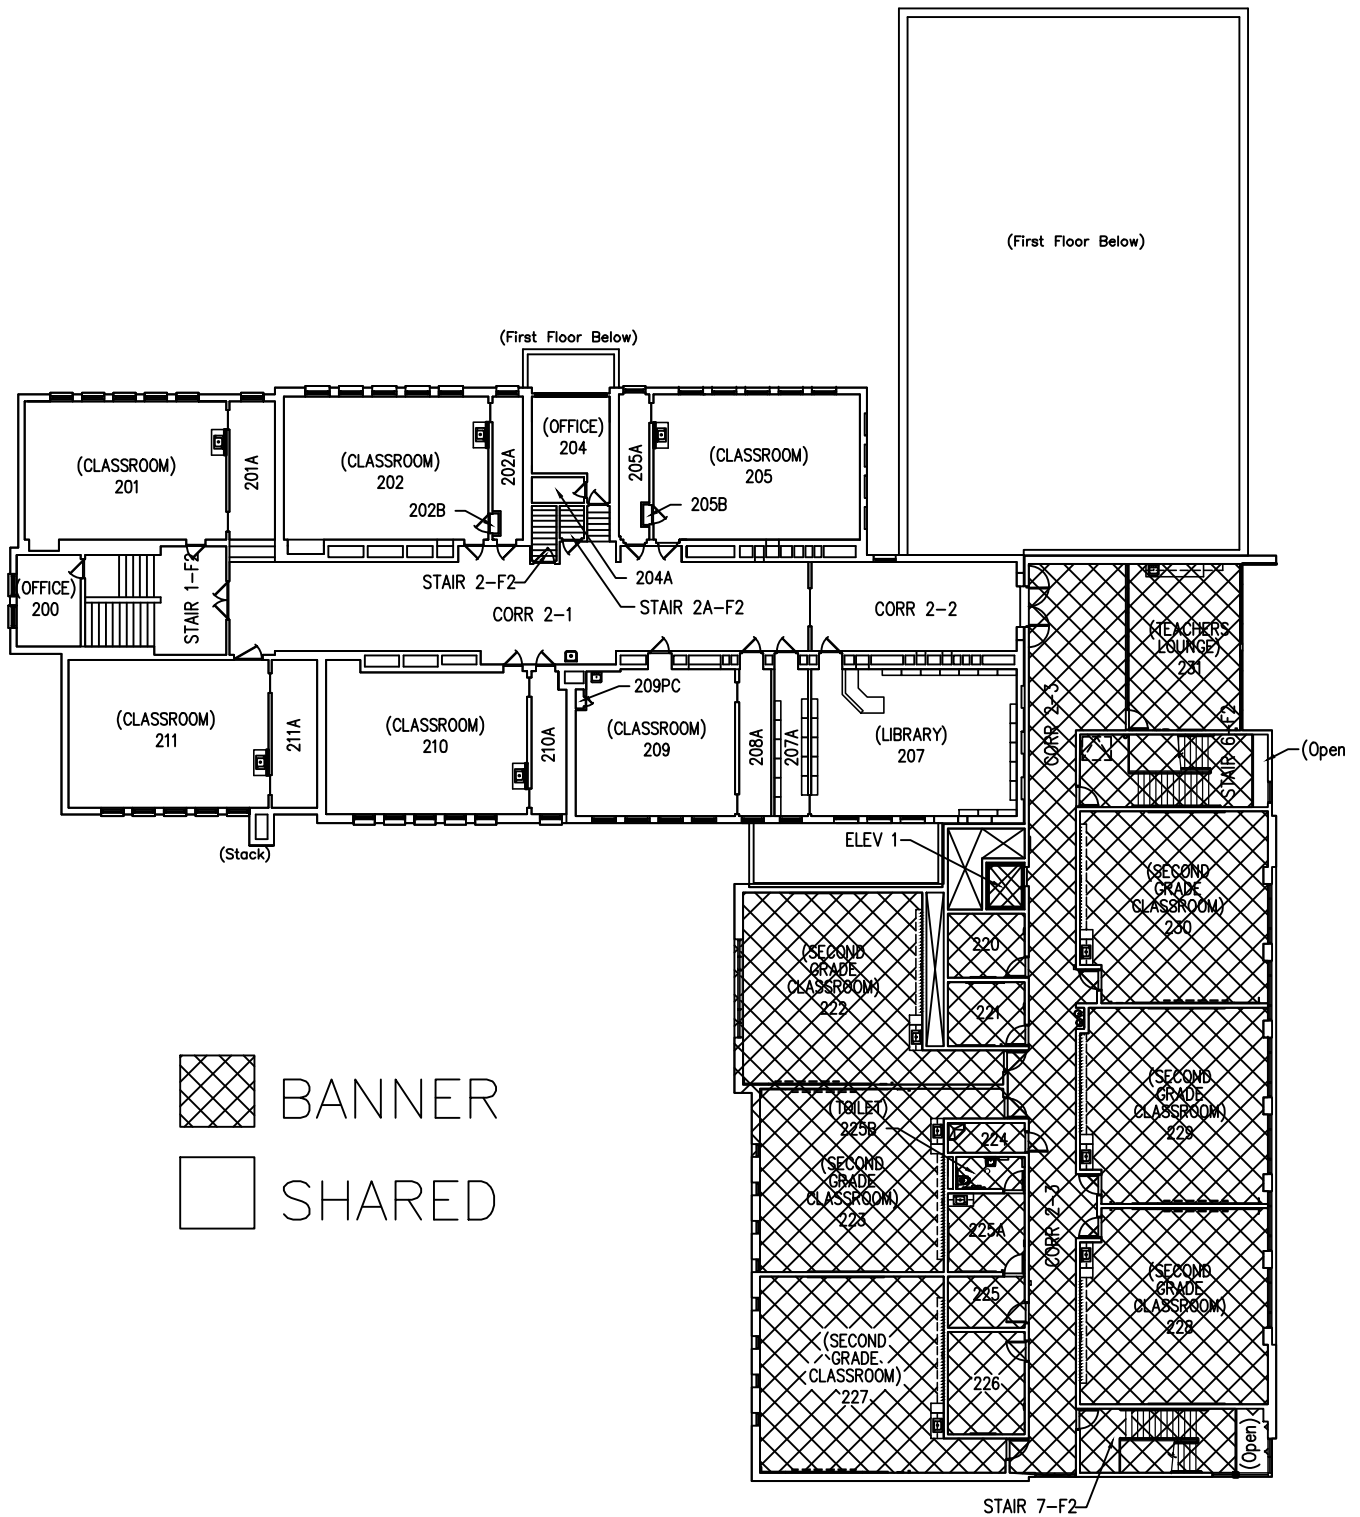 (First Floor Below)
(First Floor Below)
(CLASSROOM)
201
201A
(CLASSROOM)
202
202A
202B
(OFFICE)
204
205A
(CLASSROOM)
205
205B
(OFFICE)
200
STAIR 1-F2
STAIR 2-F2
204A
STAIR 2A-F2
CORR 2-1
CORR 2-2
(TEACHERS
LOUNGE)
231
(CLASSROOM)
211
211A
(CLASSROOM)
210
210A
209PC
(CLASSROOM)
209
208A
207A
(LIBRARY)
207
CORR 2-3
STAIR 6-F2
(Open
(Stack)
ELEV 1
(SECOND
GRADE
CLASSROOM)
230
220
(SECOND
GRADE
CLASSROOM)
222
221
(SECOND
GRADE
CLASSROOM)
229
(TOILET)
225B
224
(SECOND
GRADE
CLASSROOM)
223
225A
CORR 2-3
225
(SECOND
GRADE
CLASSROOM)
228
(SECOND
GRADE
CLASSROOM)
227
226
(Open)
STAIR 7-F2
BANNER
SHARED